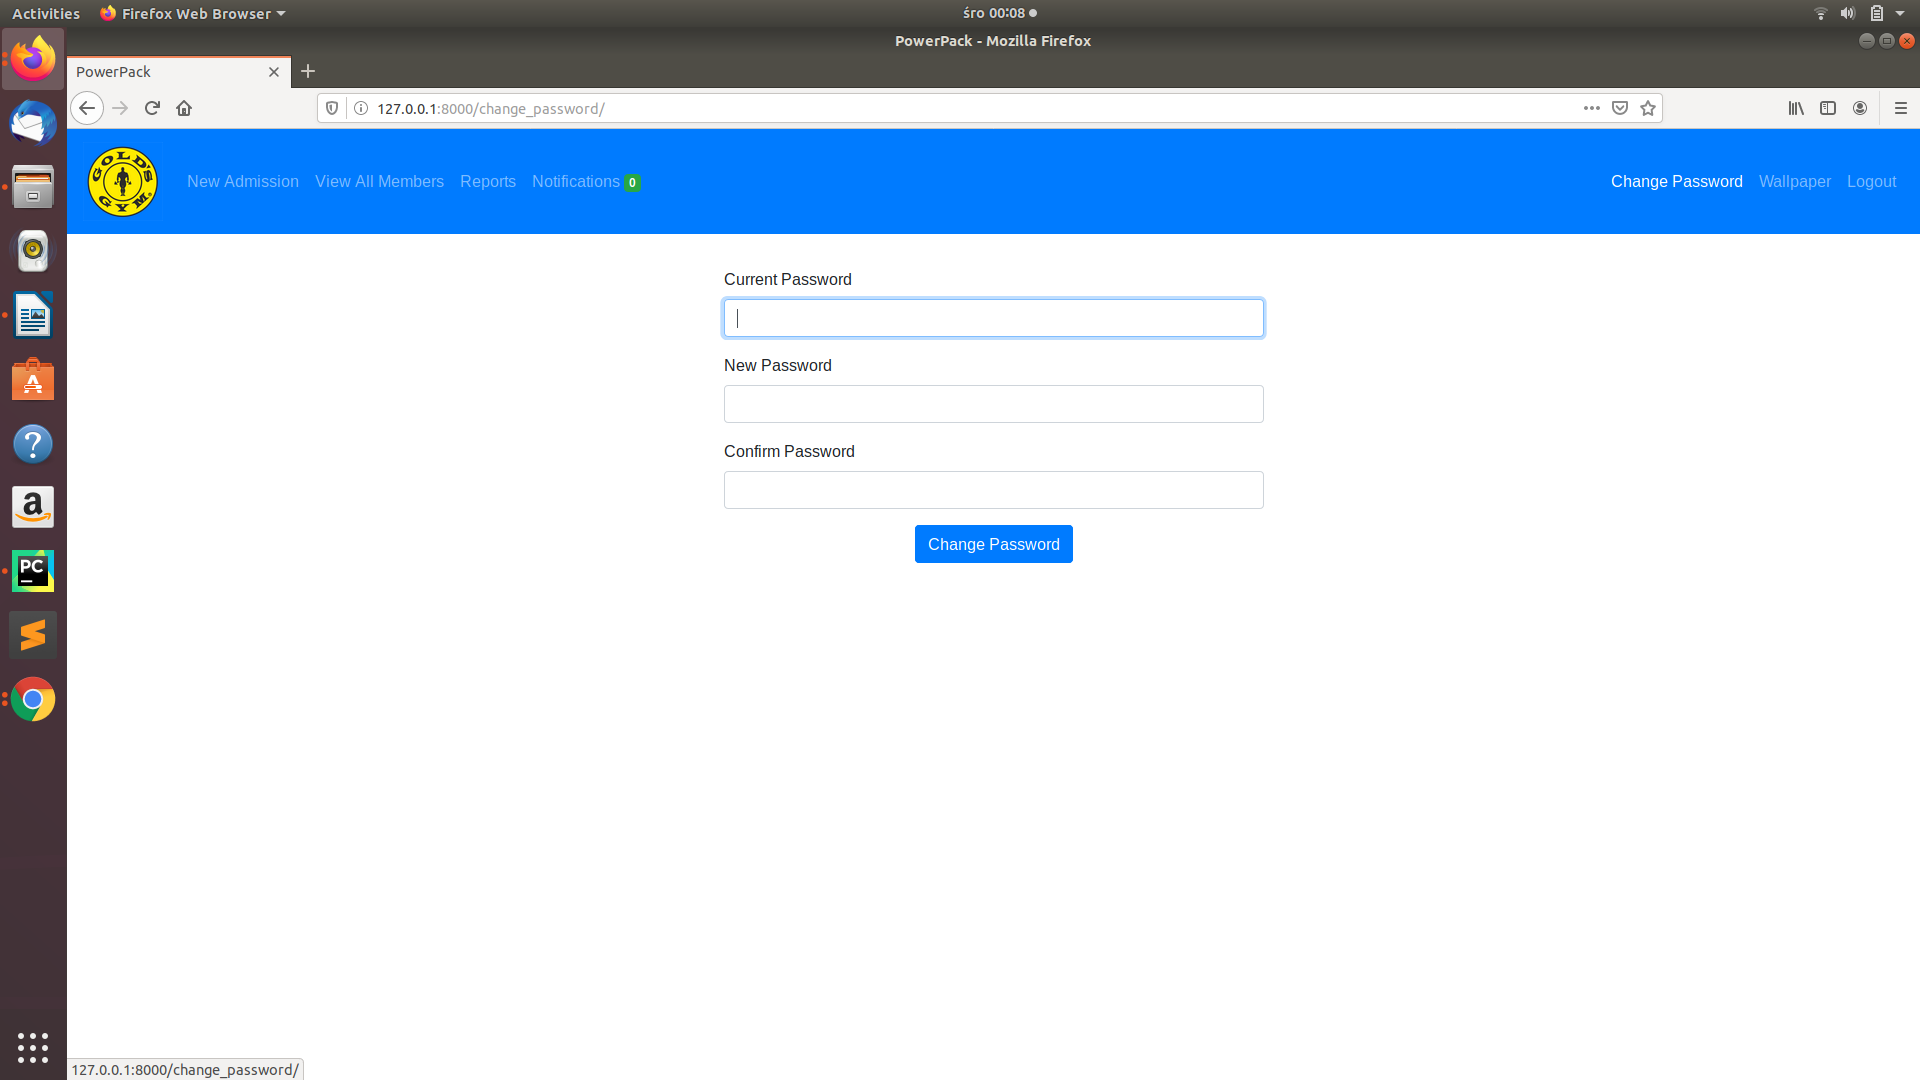 Activities Firefox Web Browser śro 00:08
PowerPack - Mozilla Firefox
PowerPack
127.0.0.1:8000/change_password/
GOLD'S GYM New Admission View All Members Reports Notifications 0 Change Password Wallpaper Logout
Current Password
New Password
Confirm Password
Change Password
a
PC
127.0.0.1:8000/change_password/